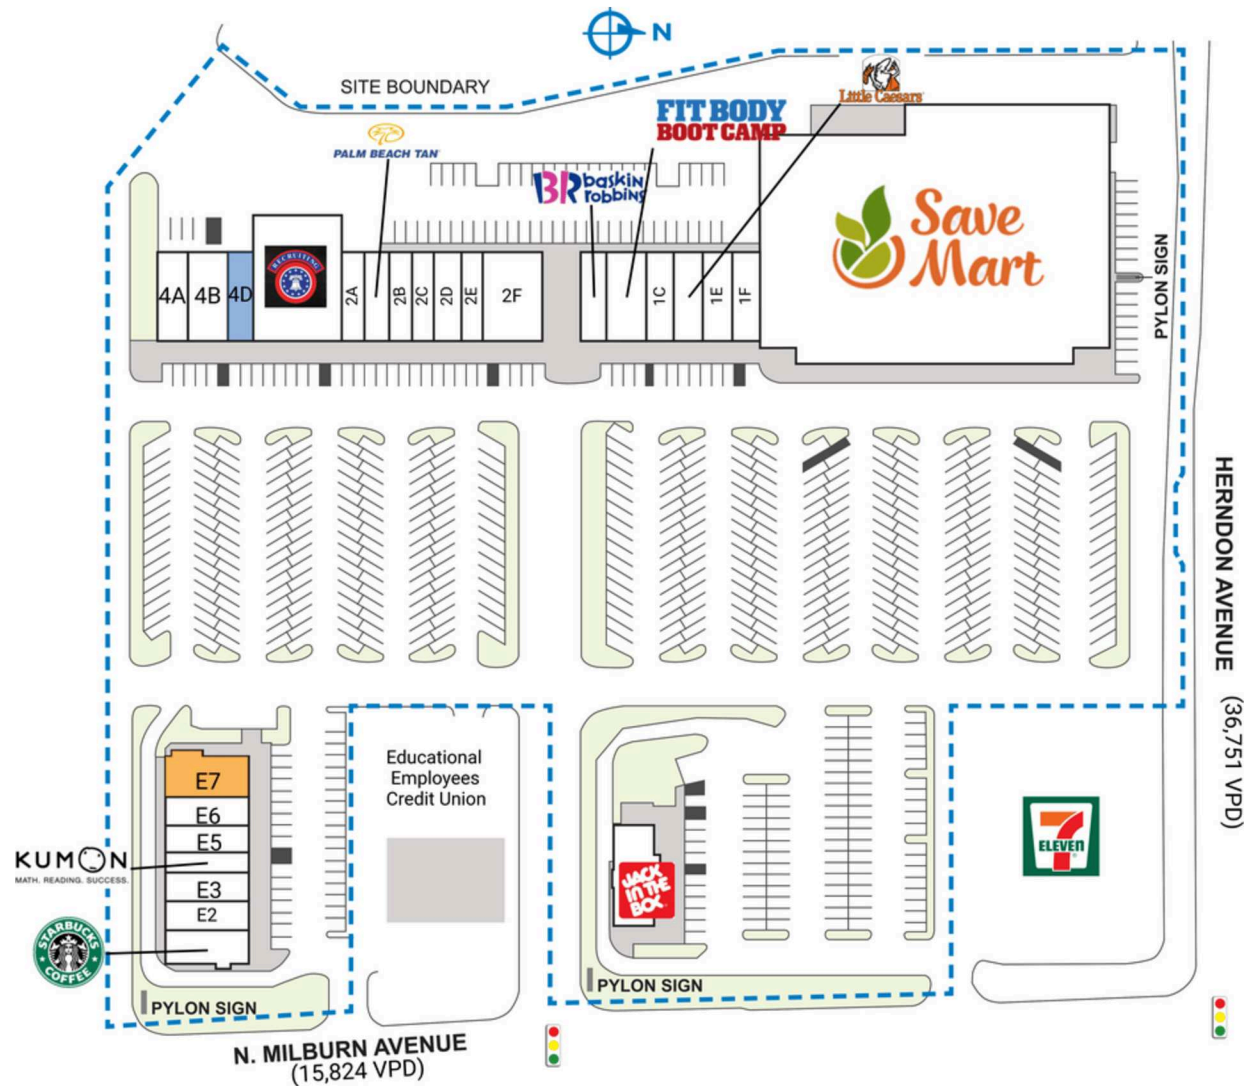 N
SITE BOUNDARY
Little Caesars
FIT BODY
BOOT CAMP
PALM BEACH TAN
BR baskin
robbins
Save
Mart
PYLON SIGN
RECRUITING
4A
4B
4D
2A
2B
2C
2D
2E
2F
1C
1E
1F
HERNDON AVENUE
(36,751 VPD)
Educational
Employees
Credit Union
E7
E6
E5
E3
E2
KUMON
MATH. READING. SUCCESS.
STARBUCKS
COFFEE
JACK
IN THE
BOX
7
ELEVEN
PYLON SIGN
PYLON SIGN
N. MILBURN AVENUE
(15,824 VPD)